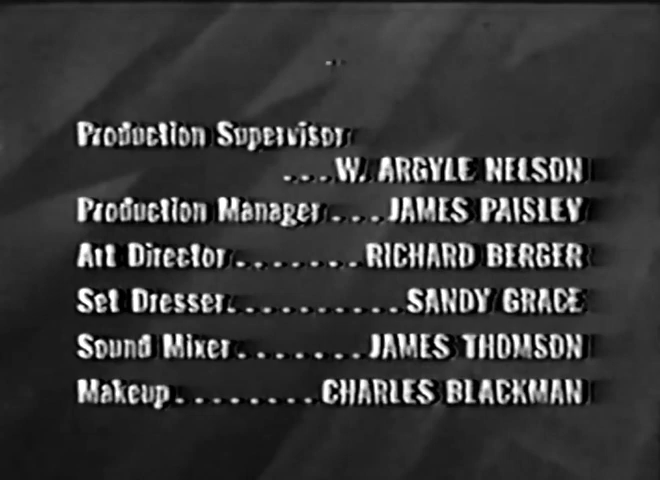 Production Supervisor
...W. ARGYLE NELSON
Production Manager...JAMES PAISLEY
Art Director.......RICHARD BERGER
Set Dresser..........SANDY GRACE
Sound Mixer.......JAMES THOMSON
Makeup........CHARLES BLACKMAN